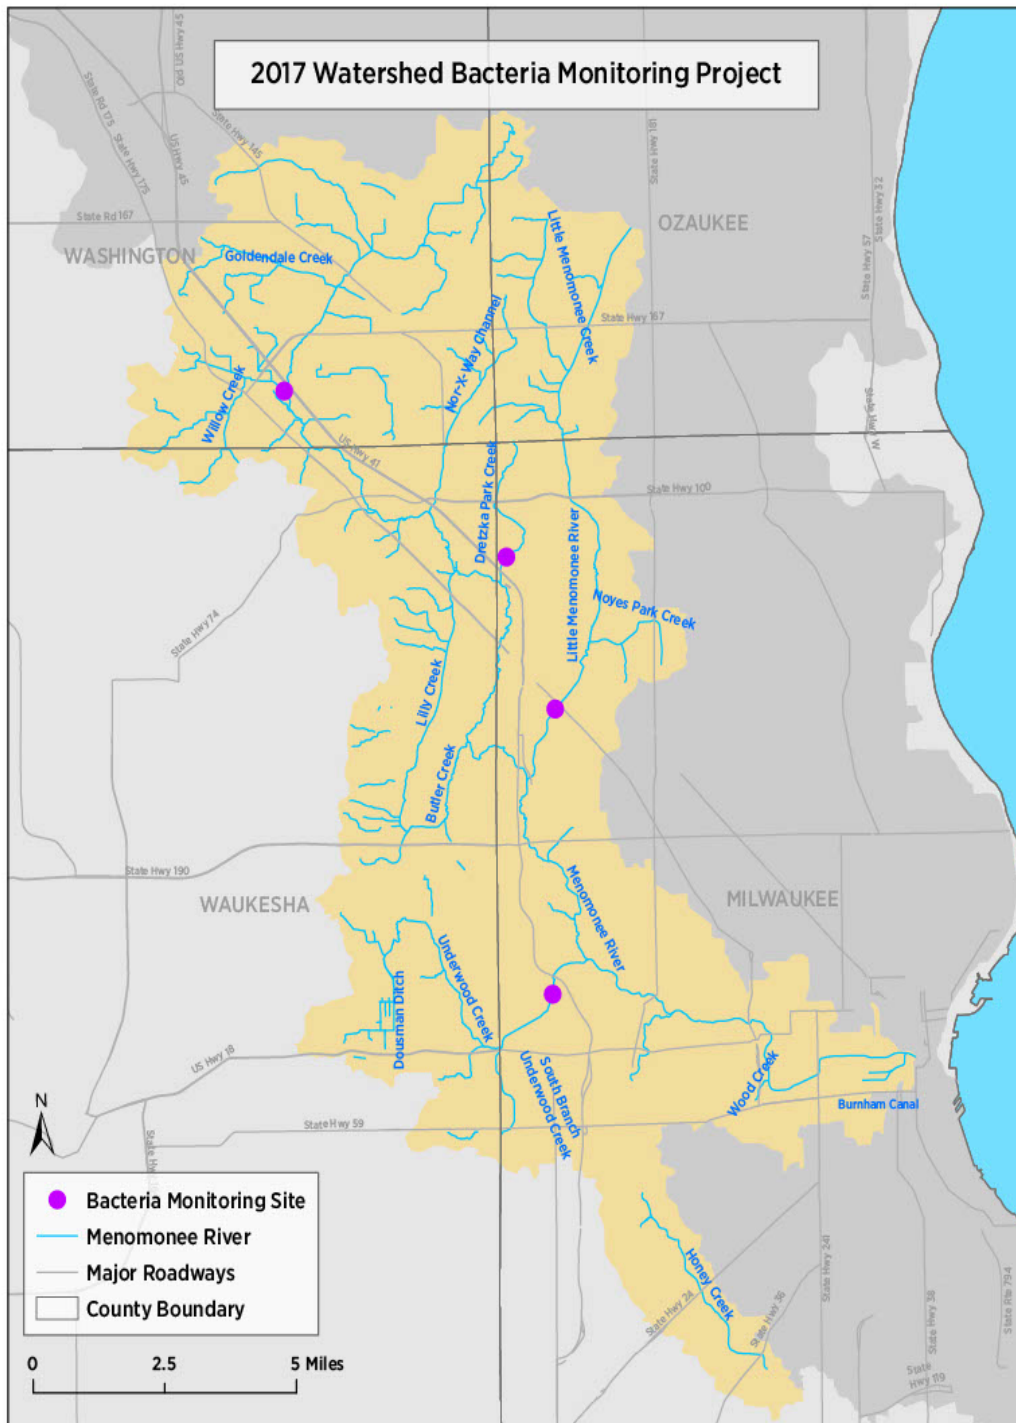 2017 Watershed Bacteria Monitoring Project
Old US Hwy 45
State Rd 175
State Hwy 175
US Hwy 45
State Hwy 145
State Hwy 181
State Hwy 32
State Hwy 57
State Rd 167
WASHINGTON
OZAUKEE
Goldendale Creek
Little Menomonee Creek
Nor-X-Way Channel
State Hwy 167
Willow Creek
State Hwy W
US Hwy 41
Dretzka Park Creek
State Hwy 100
Little Menomonee River
Noyes Park Creek
State Hwy 74
Lilly Creek
Butler Creek
State Hwy 190
WAUKESHA
MILWAUKEE
Menomonee River
Underwood Creek
Dousman Ditch
US Hwy 18
South Branch
Underwood Creek
Wood Creek
Burnham Canal
State Hwy 59
N
Honey Creek
State Hwy 24
State Hwy 36
State Hwy 241
State Hwy 38
State Rte 794
State
Hwy 119
Bacteria Monitoring Site
Menomonee River
Major Roadways
County Boundary
0 2.5 5 Miles